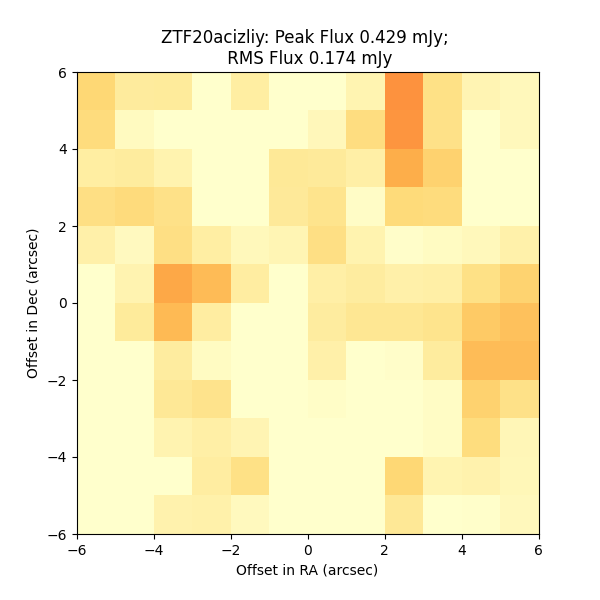 ZTF20acizliy: Peak Flux 0.429 mJy;
RMS Flux 0.174 mJy
6
4
2
0
−2
−4
−6
Offset in Dec (arcsec)
−6 −4 −2 0 2 4 6
Offset in RA (arcsec)